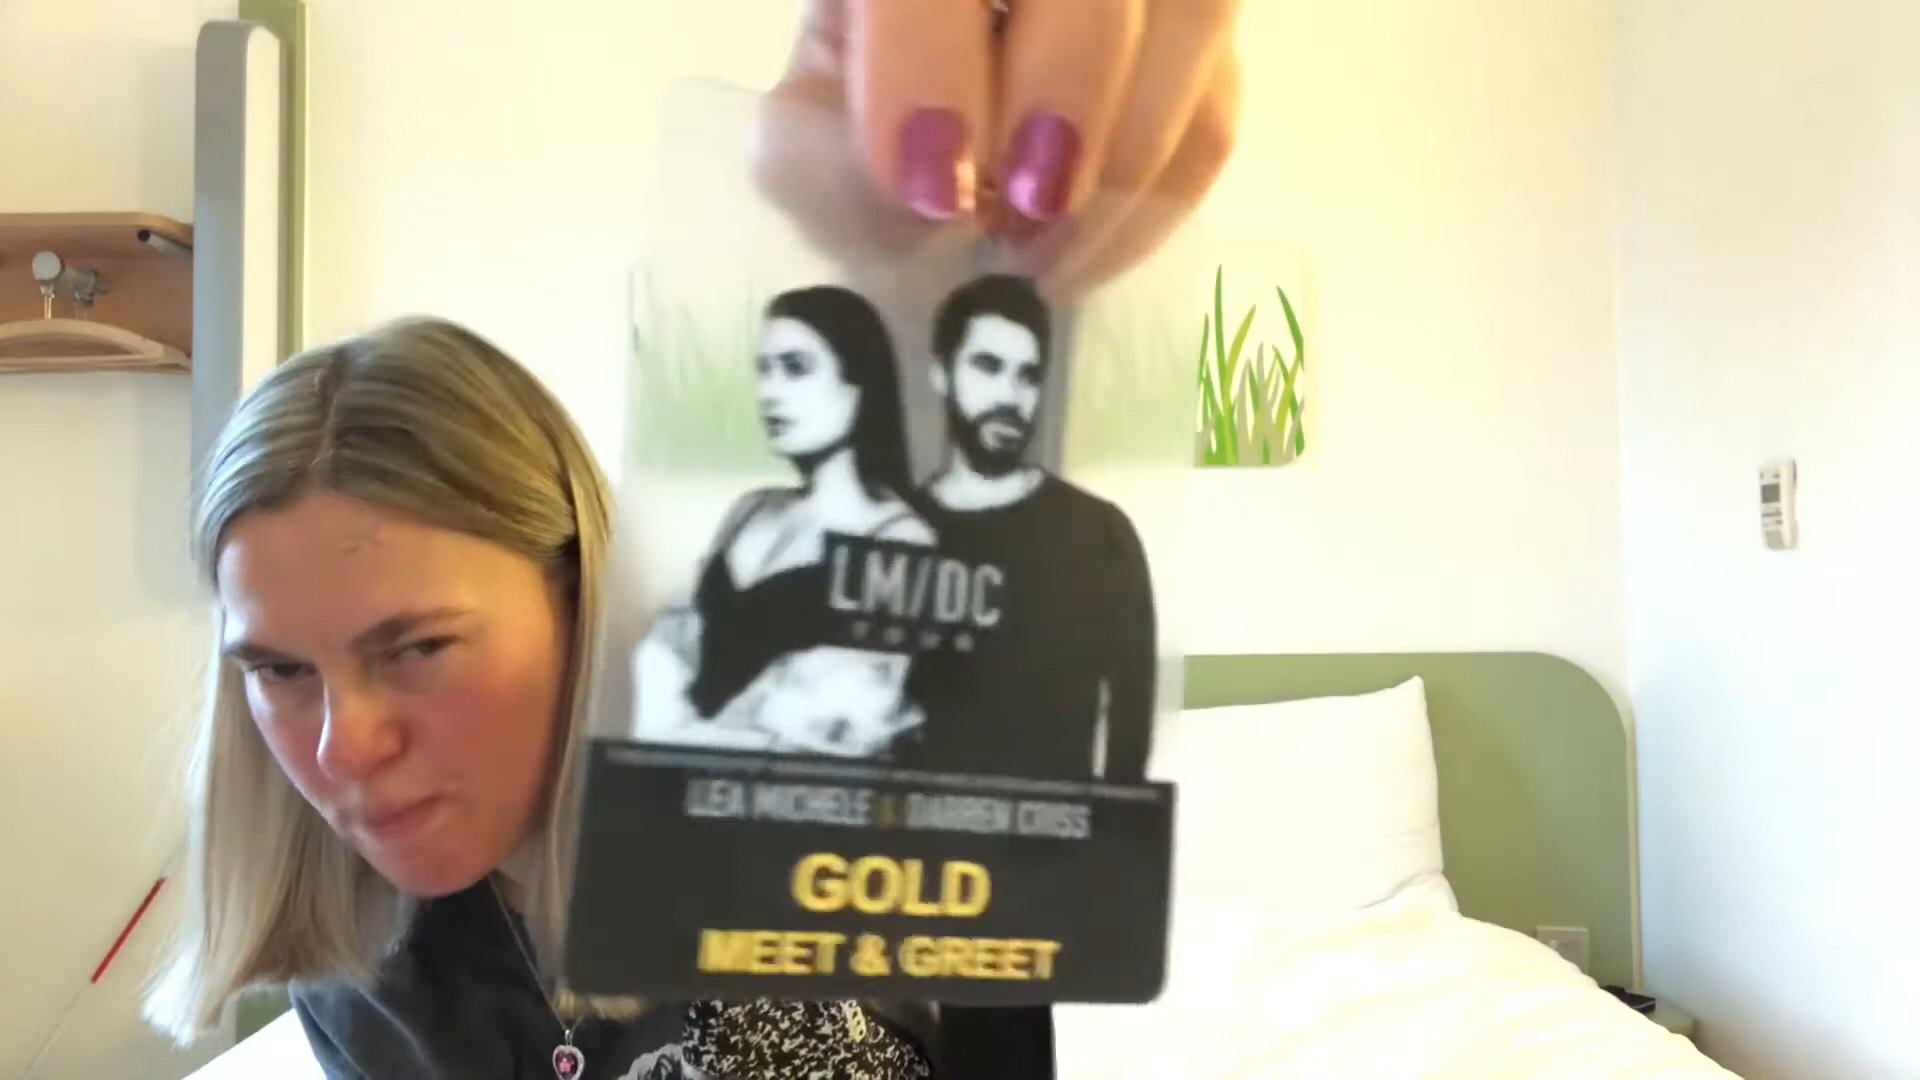 LM/DC
TOUR
LEA MICHELE & DARREN CRISS
GOLD
MEET & GREET